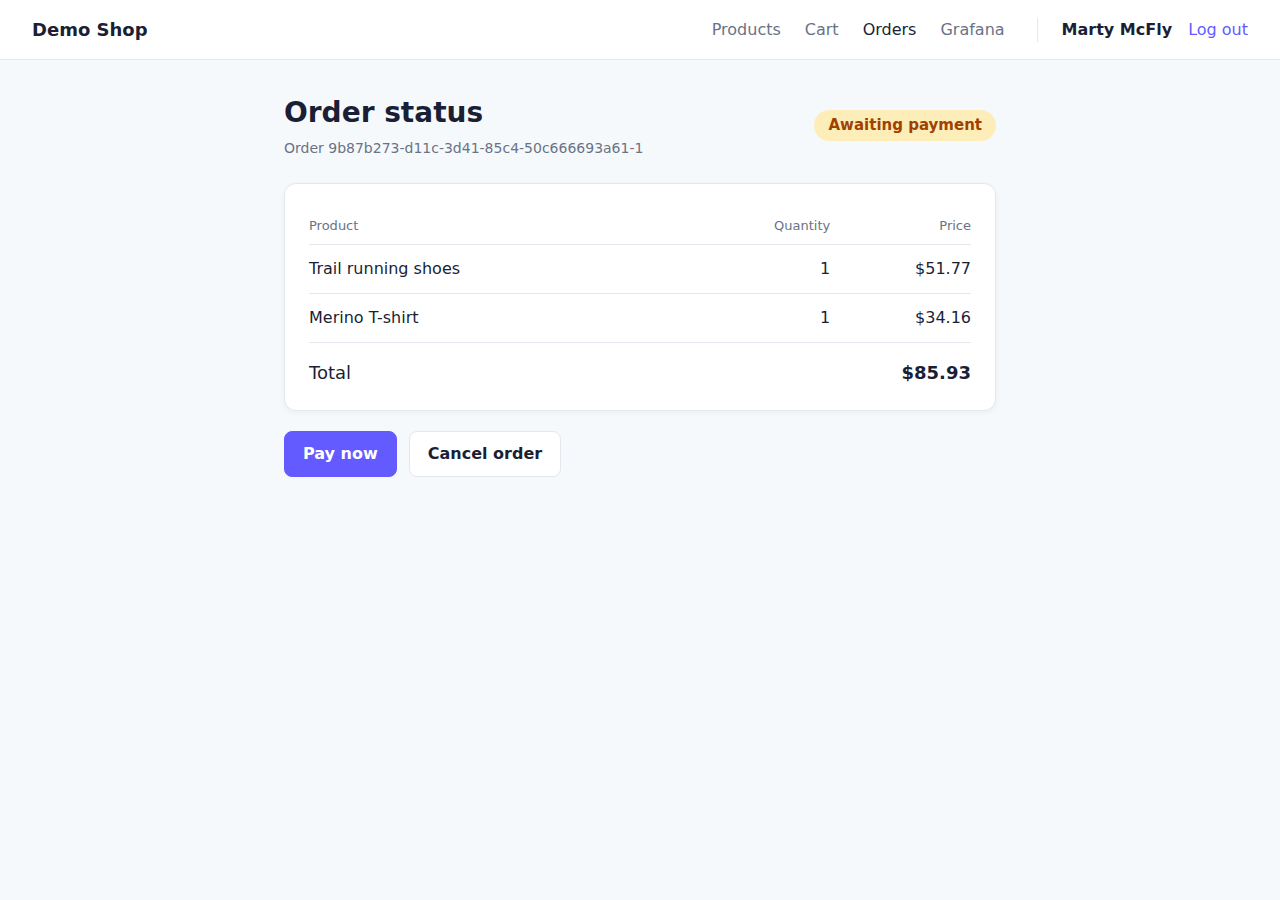 Demo Shop
Products Cart Orders Grafana Marty McFly Log out
Order status
Awaiting payment
Order 9b87b273-d11c-3d41-85c4-50c666693a61-1
Product Quantity Price
Trail running shoes 1 $51.77
Merino T-shirt 1 $34.16
Total $85.93
Pay now Cancel order